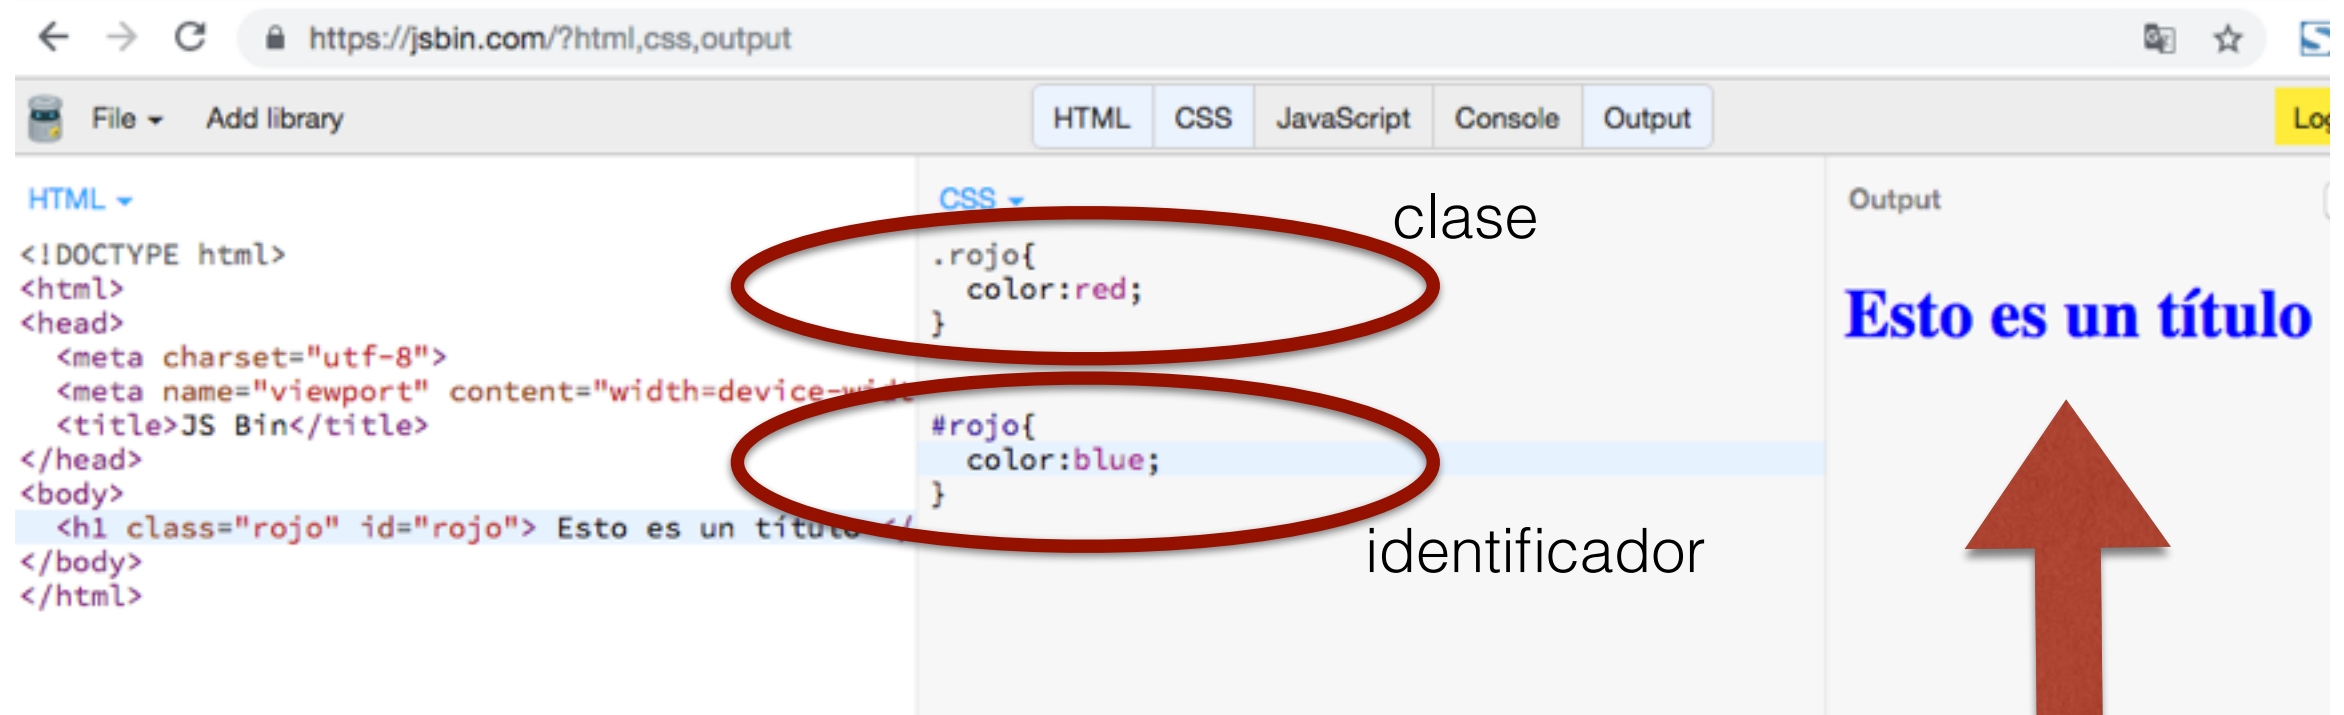 https://jsbin.com/?html,css,output
File Add library HTML CSS JavaScript Console Output
HTML
<!DOCTYPE html>
<html>
<head>
<meta charset="utf-8">
<meta name="viewport" content="width=device-widt
<title>JS Bin</title>
</head>
<body>
<h1 class="rojo" id="rojo"> Esto es un título </
</body>
</html>
CSS
clase
.rojo{
color:red;
}
#rojo{
color:blue;
}
identificador
Output
Esto es un título